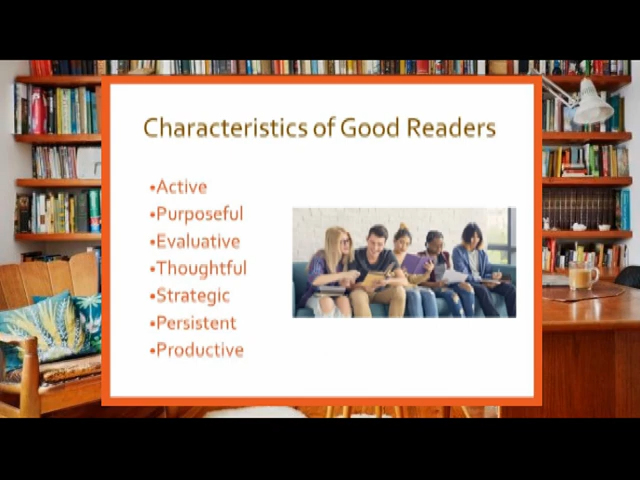 Characteristics of Good Readers
•Active
•Purposeful
•Evaluative
•Thoughtful
•Strategic
•Persistent
•Productive